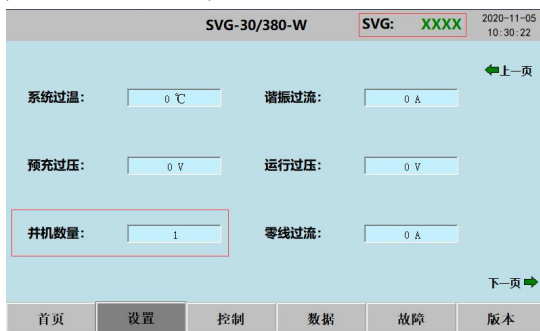 SVG-30/380-W
SVG: XXXX
2020-11-05
10:30:22
上一页
系统过温: 0 ℃ 谐振过流: 0 A
预充过压: 0 V 运行过压: 0 V
并机数量: 1 零线过流: 0 A
下一页
首页 设置 控制 数据 故障 版本